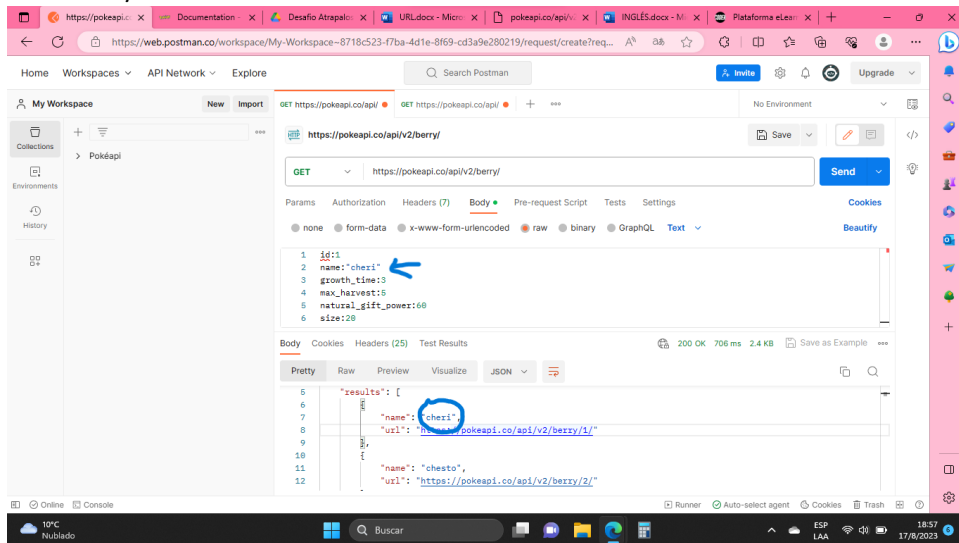 https://pokeapi.co
Documentation -
Desafio Atrapalos
URL.docx - Micros
pokeapi.co/api/v
INGLÉS.docx - Mi
Plataforma eLearn
https://web.postman.co/workspace/My-Workspace~8718c523-f7ba-4d1e-8f69-cd3a9e280219/request/create?req...
Home Workspaces API Network Explore
Search Postman
Invite
Upgrade
My Workspace
New Import
GET https://pokeapi.co/api/
GET https://pokeapi.co/api/
No Environment
Collections
Pokéapi
Environments
History
HTTP https://pokeapi.co/api/v2/berry/
Save
GET https://pokeapi.co/api/v2/berry/
Send
Params Authorization Headers (7) Body Pre-request Script Tests Settings
Cookies
none form-data x-www-form-urlencoded raw binary GraphQL Text
Beautify
1 id:1
2 name:"cheri"
3 growth_time:3
4 max_harvest:5
5 natural_gift_power:60
6 size:20
Body Cookies Headers (25) Test Results
200 OK 706 ms 2.4 KB Save as Example
Pretty Raw Preview Visualize JSON
5 "results": [
6 {
7 "name": "cheri",
8 "url": "https://pokeapi.co/api/v2/berry/1/"
9 },
10 {
11 "name": "chesto",
12 "url": "https://pokeapi.co/api/v2/berry/2/"
Online Console
Runner Auto-select agent Cookies Trash
10°C
Nublado
Buscar
ESP
LAA
18:57
17/8/2023
6